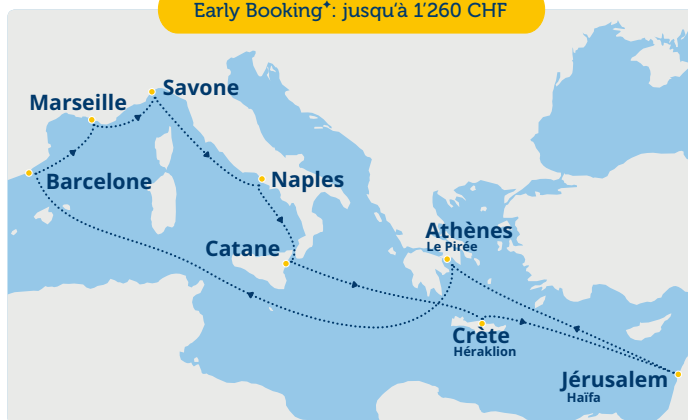 Early Booking✦: jusqu'à 1'260 CHF
Savone
Marseille
Barcelone
Naples
Athènes
Le Pirée
Catane
Crète
Héraklion
Jérusalem
Haïfa